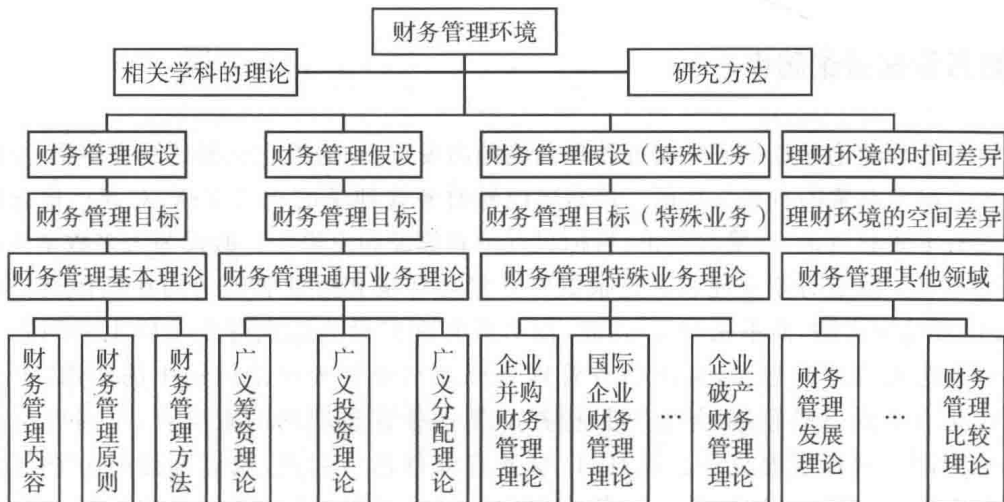 财务管理环境
相关学科的理论
研究方法
财务管理假设
财务管理假设
财务管理假设（特殊业务）
理财环境的时间差异
财务管理目标
财务管理目标
财务管理目标（特殊业务）
理财环境的空间差异
财务管理基本理论
财务管理通用业务理论
财务管理特殊业务理论
财务管理其他领域
财务管理内容
财务管理原则
财务管理方法
广义筹资理论
广义投资理论
广义分配理论
企业并购财务管理理论
国际企业财务管理理论
…
企业破产财务管理理论
财务管理发展理论
…
财务管理比较理论